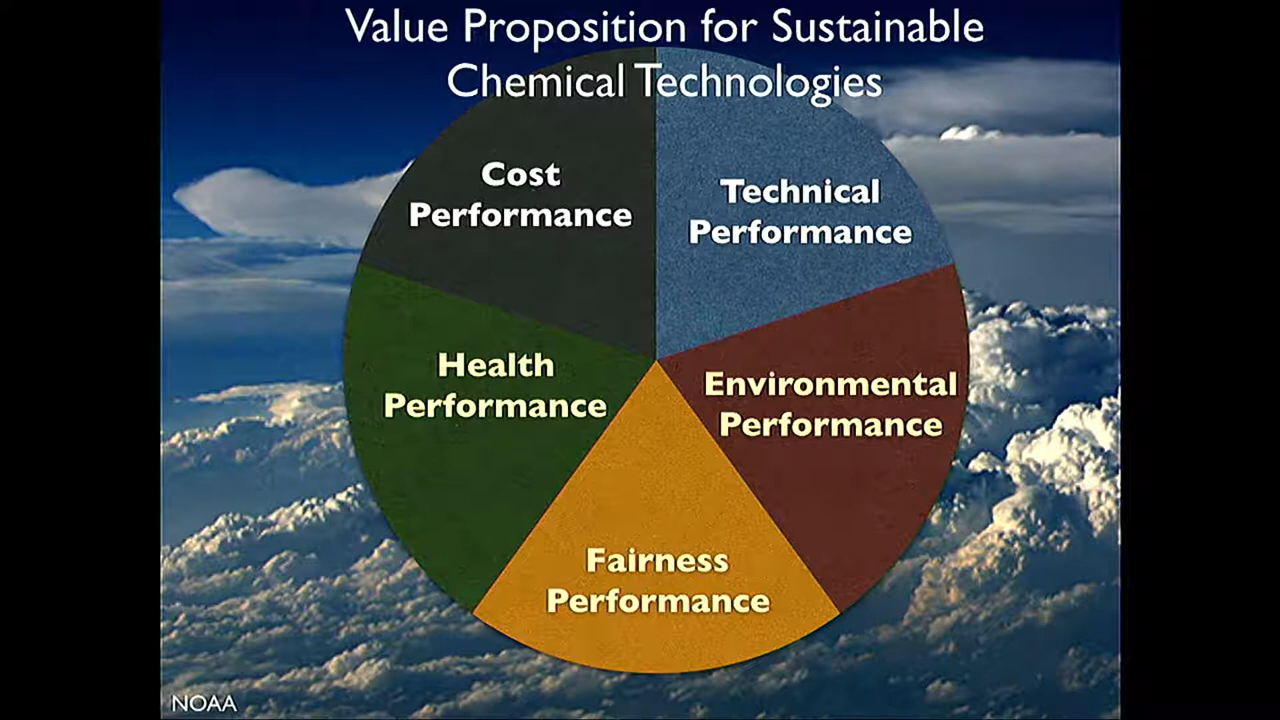 Value Proposition for Sustainable
Chemical Technologies
Cost
Performance
Technical
Performance
Health
Performance
Environmental
Performance
Fairness
Performance
NOAA